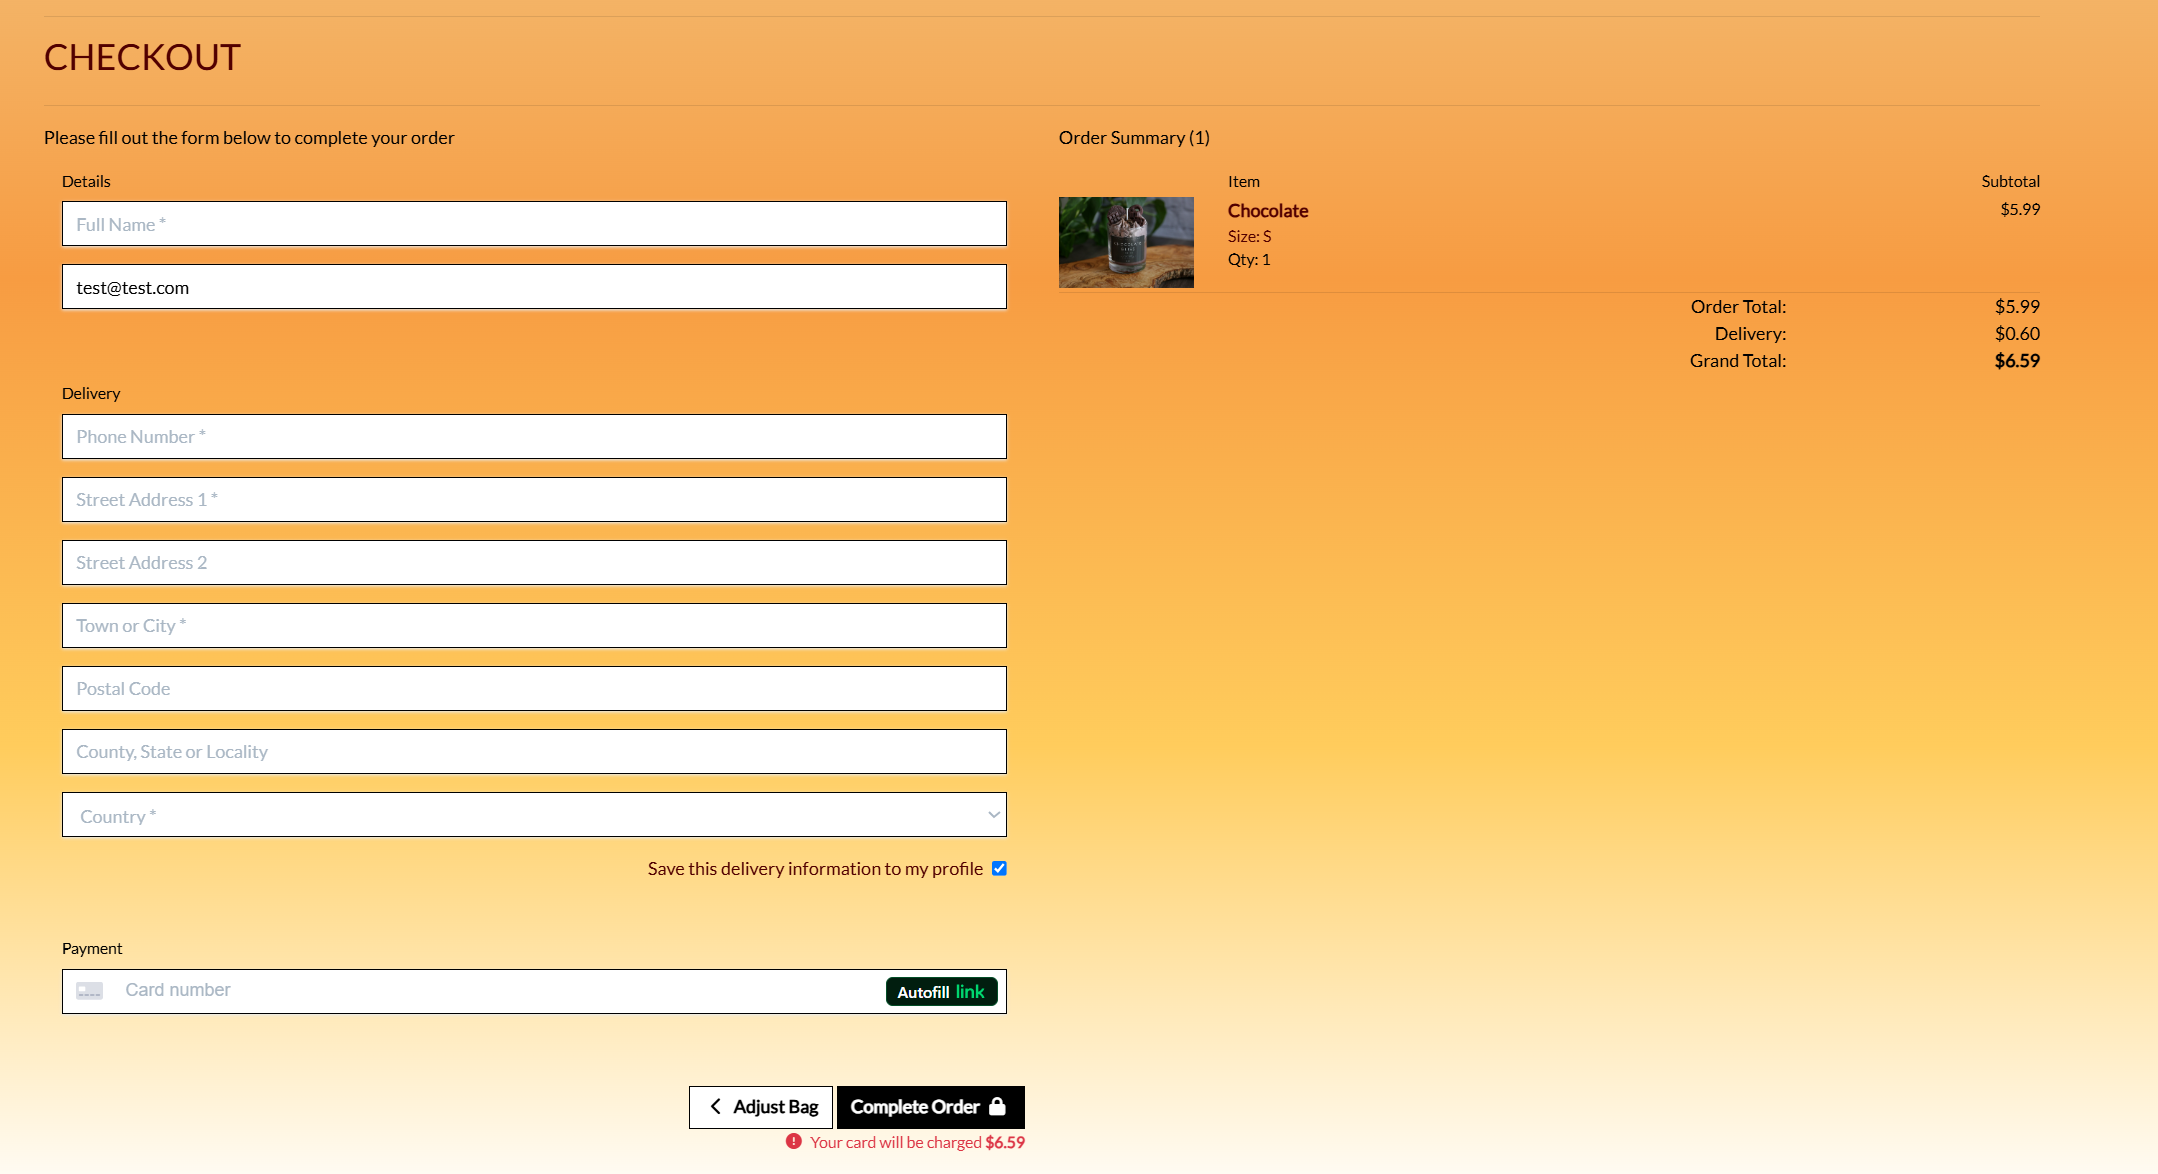 CHECKOUT
Please fill out the form below to complete your order
Details
Full Name *
test@test.com
Delivery
Phone Number *
Street Address 1 *
Street Address 2
Town or City *
Postal Code
County, State or Locality
Country *
Save this delivery information to my profile
Payment
Card number
Autofill link
Adjust Bag
Complete Order
Your card will be charged $6.59
Order Summary (1)
Item Subtotal
Chocolate $5.99
Size: S
Qty: 1
Order Total: $5.99
Delivery: $0.60
Grand Total: $6.59